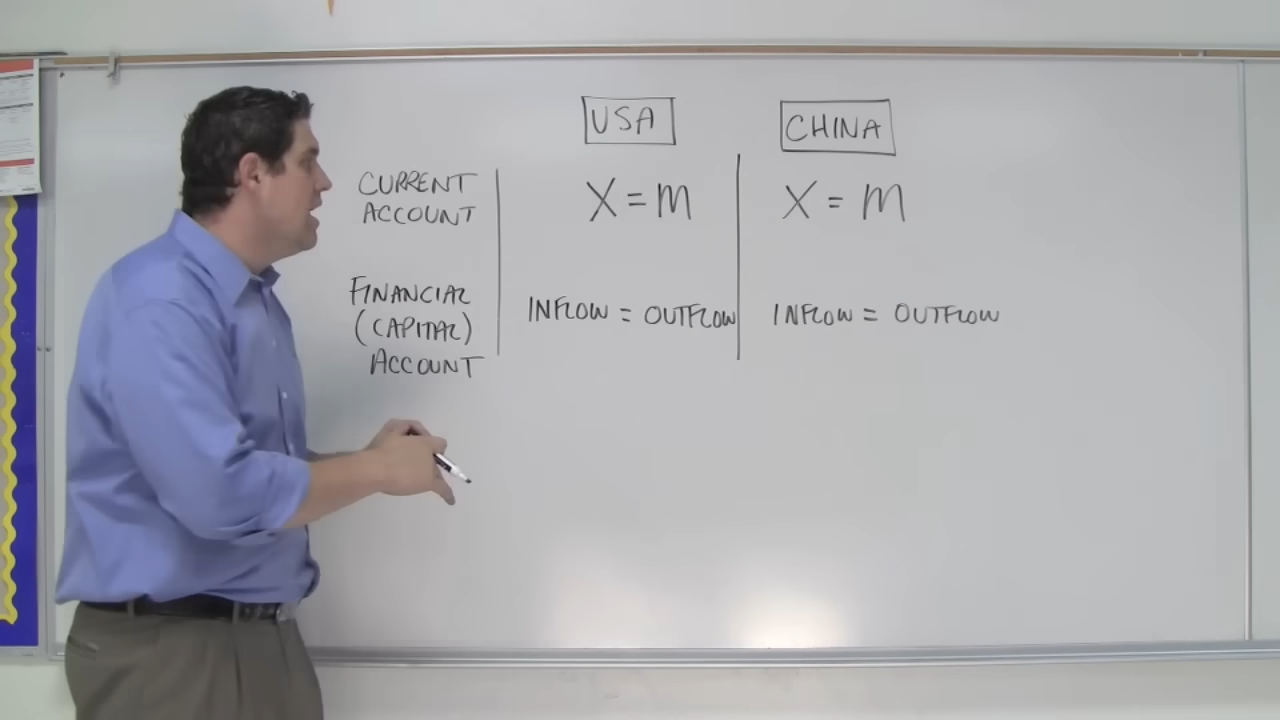 USA
CHINA
CURRENT
ACCOUNT
X = M
X = M
FINANCIAL
(CAPITAL)
ACCOUNT
INFLOW = OUTFLOW
INFLOW = OUTFLOW